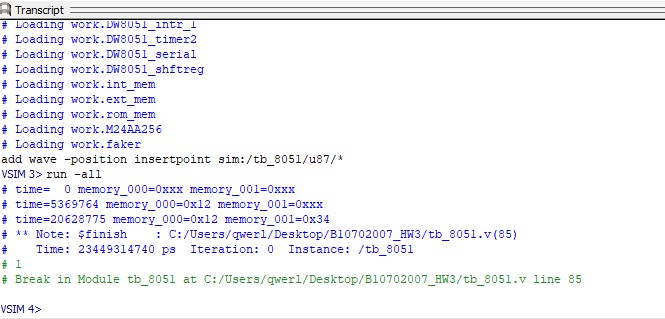 Transcript
# Loading work.DW8051_intr_1
# Loading work.DW8051_timer2
# Loading work.DW8051_serial
# Loading work.DW8051_shftreg
# Loading work.int_mem
# Loading work.ext_mem
# Loading work.rom_mem
# Loading work.M24AA256
# Loading work.faker
add wave -position insertpoint sim:/tb_8051/u87/*
VSIM 3> run -all
# time=  0 memory_000=0xxx memory_001=0xxx
# time=5369764 memory_000=0x12 memory_001=0xxx
# time=20628775 memory_000=0x12 memory_001=0x34
# ** Note: $finish    : C:/Users/qwerl/Desktop/B10702007_HW3/tb_8051.v(85)
#    Time: 23449314740 ps  Iteration: 0  Instance: /tb_8051
# 1
# Break in Module tb_8051 at C:/Users/qwerl/Desktop/B10702007_HW3/tb_8051.v line 85
VSIM 4>